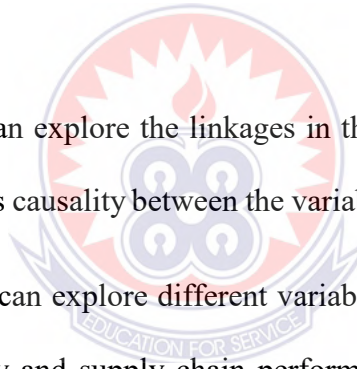 an explore the linkages in th
s causality between the variab
can explore different variab
EDUCATION FOR SERVICE
y and supply chain perform